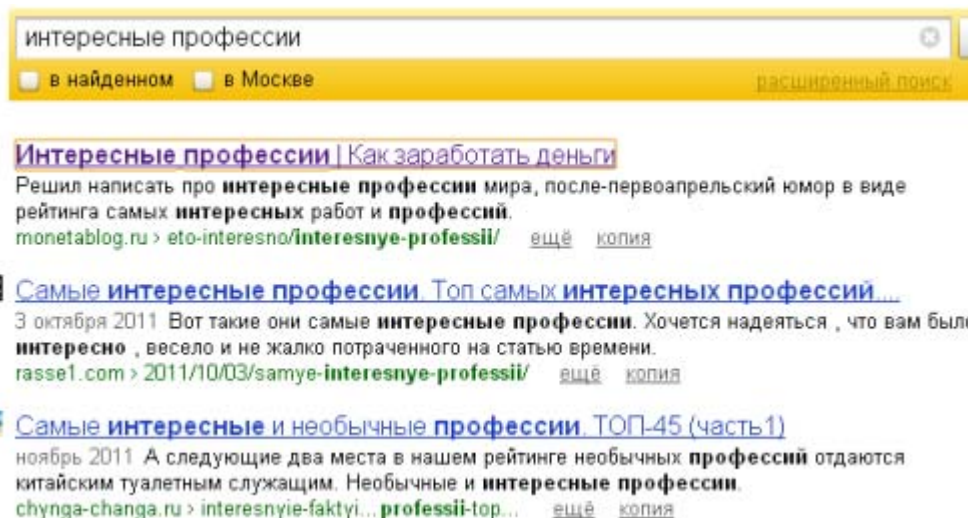 интересные профессии
в найденном в Москве расширенный поиск
Интересные профессии | Как заработать деньги
Решил написать про интересные профессии мира, после-первоапрельский юмор в виде
рейтинга самых интересных работ и профессий.
monetablog.ru › eto-interesno/interesnye-professii/ ещё копия
Самые интересные профессии. Топ самых интересных профессий....
3 октября 2011 Вот такие они самые интересные профессии. Хочется надеяться , что вам было
интересно , весело и не жалко потраченного на статью времени.
rasse1.com › 2011/10/03/samye-interesnye-professii/ ещё копия
Самые интересные и необычные профессии. ТОП-45 (часть1)
ноябрь 2011 А следующие два места в нашем рейтинге необычных профессий отдаются
китайским туалетным служащим. Необычные и интересные профессии.
chynga-changa.ru › interesnyie-faktyi... professii-top... ещё копия